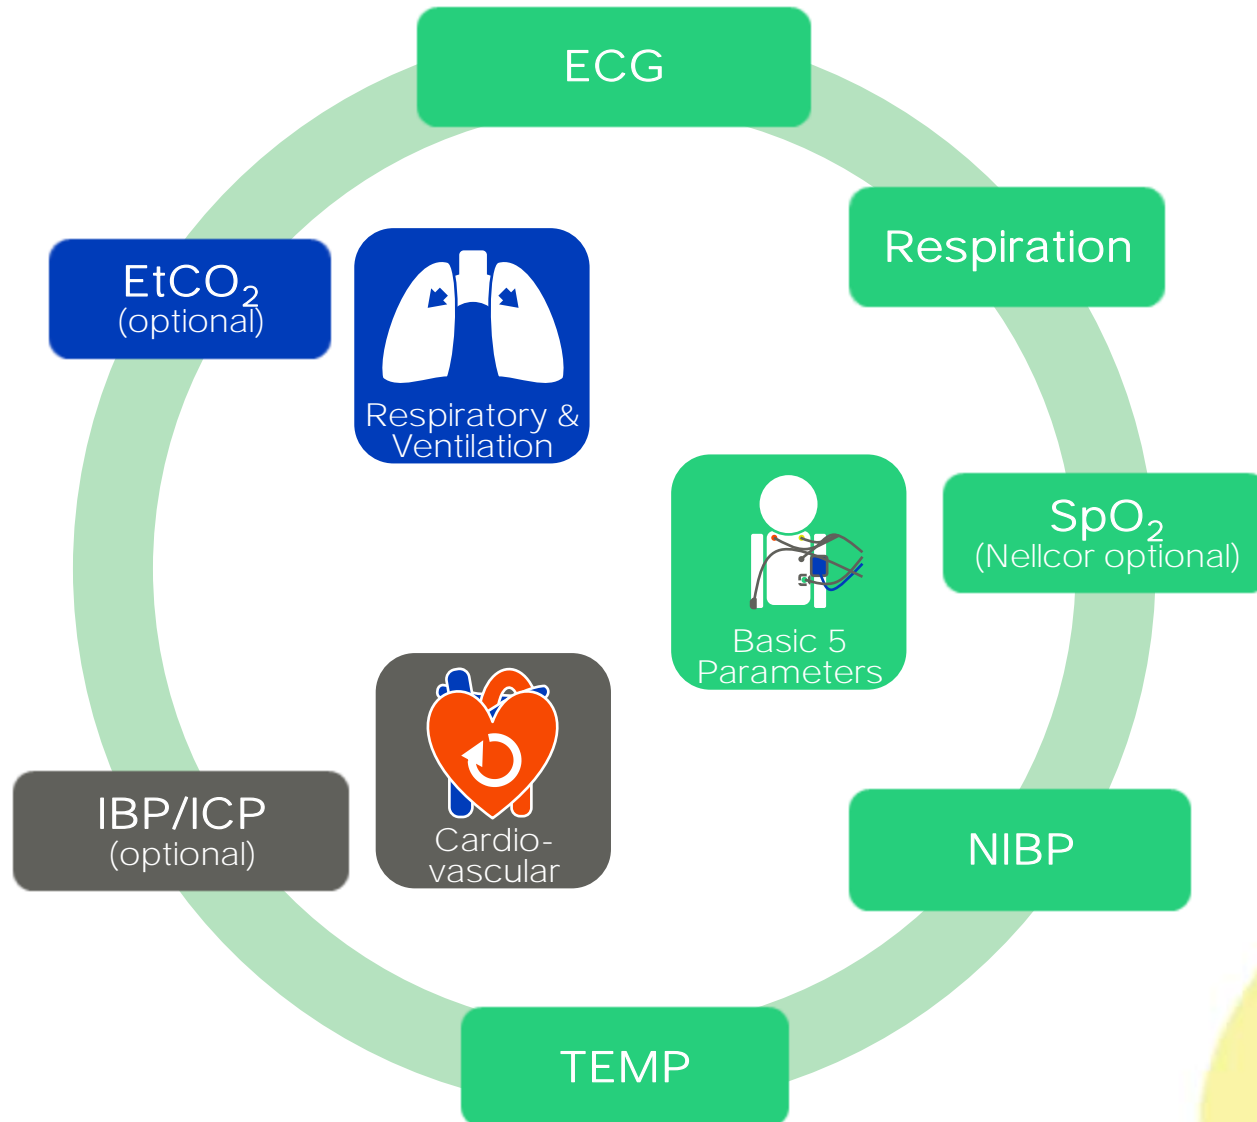 ECG
Respiration
EtCO₂
(optional)
Respiratory &
Ventilation
SpO₂
(Nellcor optional)
Basic 5
Parameters
IBP/ICP
(optional)
Cardio-
vascular
NIBP
TEMP